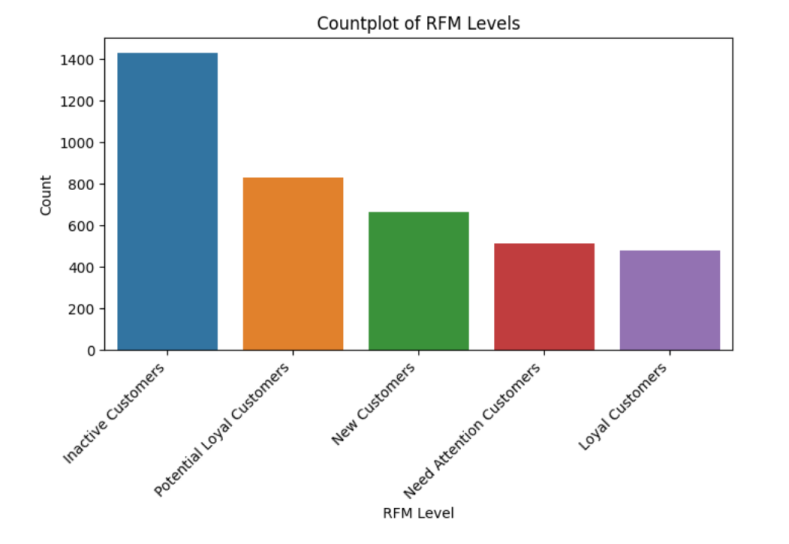 Countplot of RFM Levels
1400
1200
1000
800
600
400
200
0
Count
Inactive Customers
Potential Loyal Customers
New Customers
Need Attention Customers
Loyal Customers
RFM Level